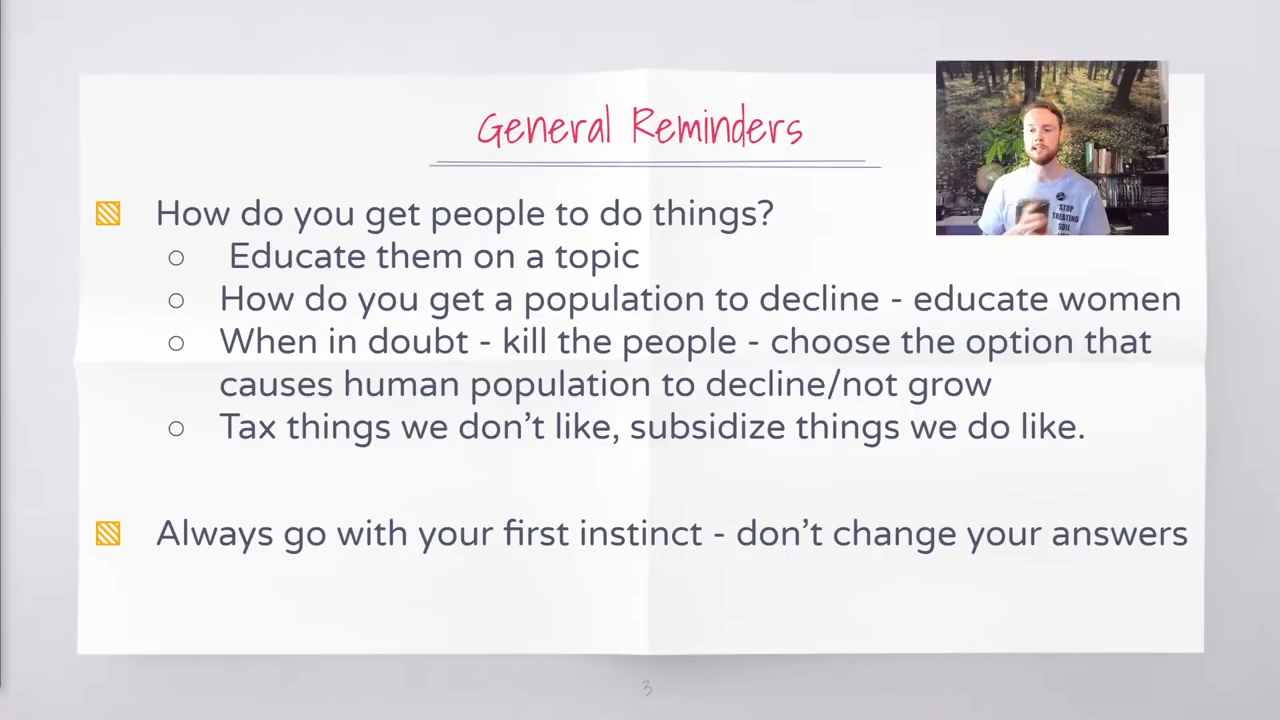 General Reminders
How do you get people to do things?
Educate them on a topic
How do you get a population to decline - educate women
When in doubt - kill the people - choose the option that
causes human population to decline/not grow
Tax things we don't like, subsidize things we do like.
Always go with your first instinct - don't change your answers
STOP
TREATING
SOIL
3